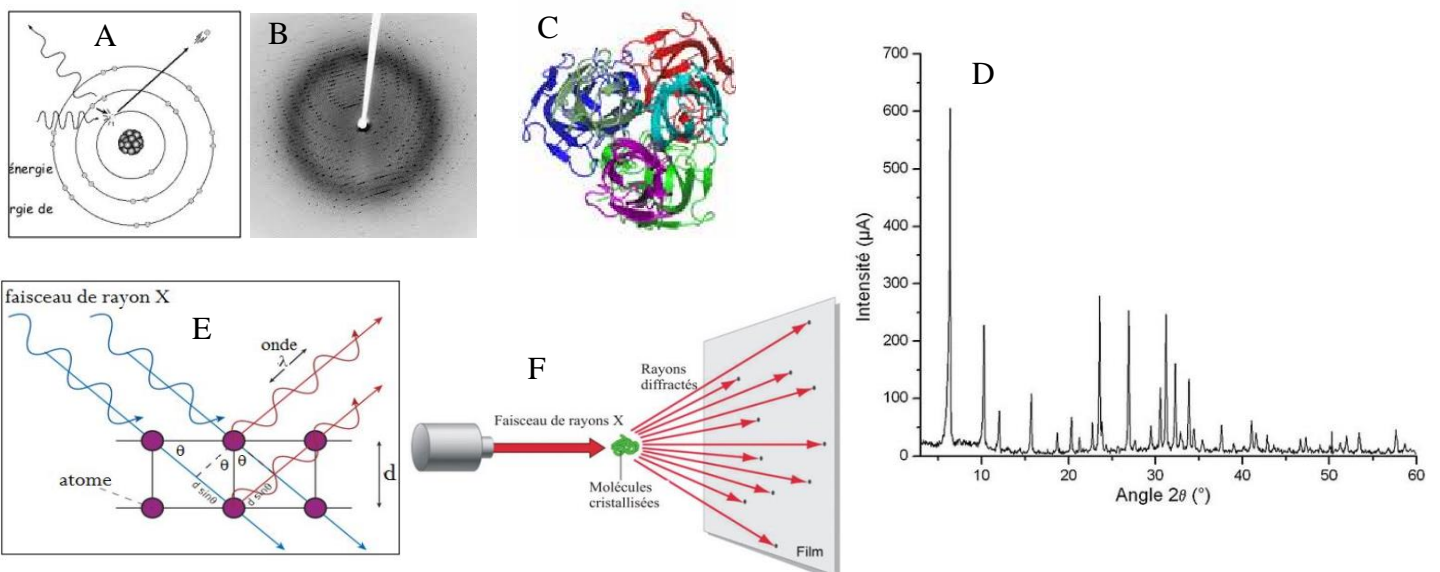 A
énergie
rgie de
B
C
D
Intensité (µA)
700
600
500
400
300
200
100
0
10
20
30
40
50
60
Angle 2θ (°)
faisceau de rayon X
E
onde
λ
θ
θ
θ
d
d sinθ
d sinθ
atome
F
Faisceau de rayons X
Rayons
diffractés
Molécules
cristallisées
Film